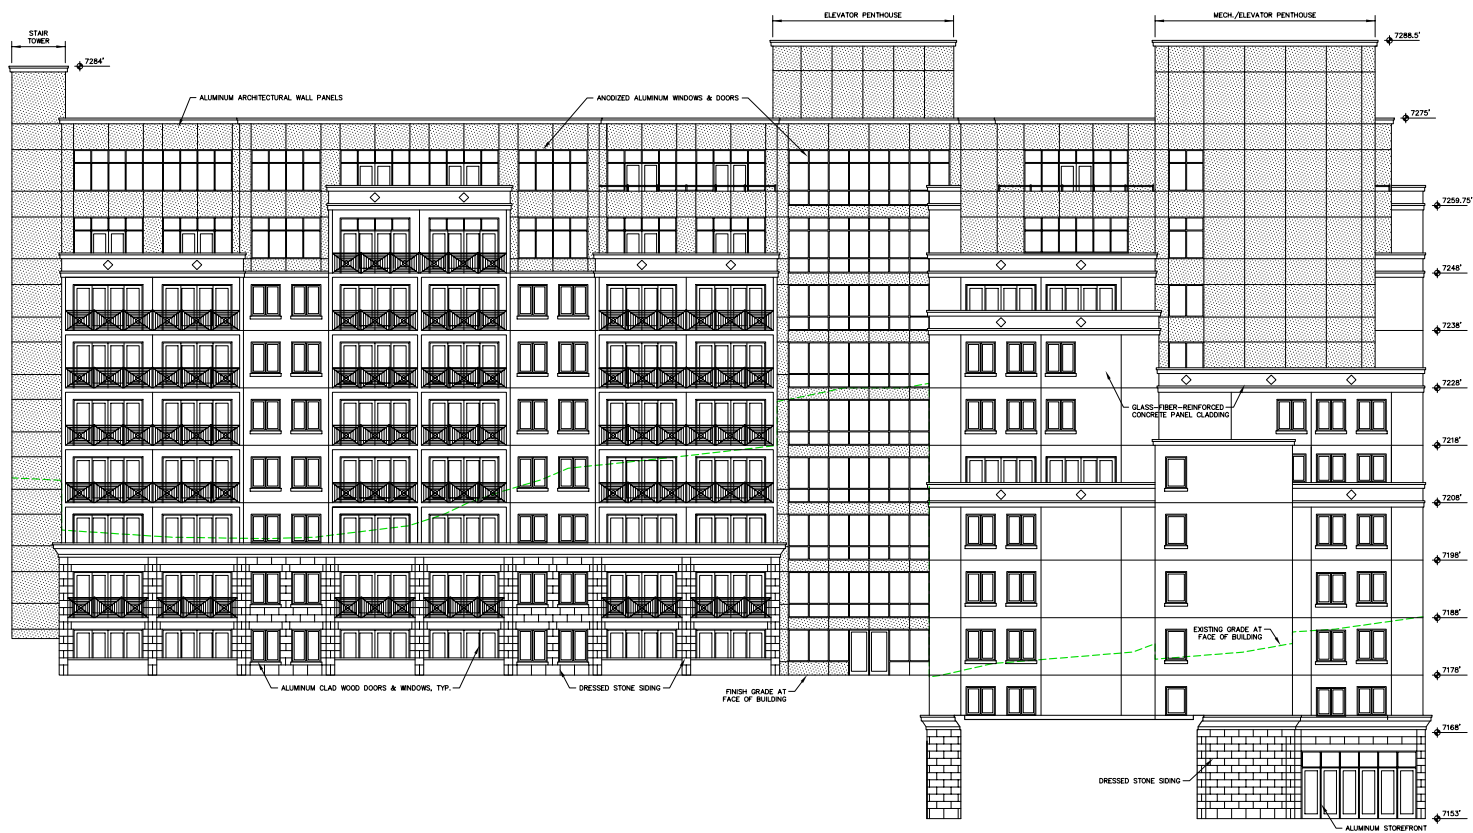 ELEVATOR PENTHOUSE
MECH./ELEVATOR PENTHOUSE
STAIR
TOWER
7288.5'
7284'
ALUMINUM ARCHITECTURAL WALL PANELS
ANODIZED ALUMINUM WINDOWS & DOORS
7275'
7259.75'
7248'
7238'
7228'
GLASS-FIBER-REINFORCED
CONCRETE PANEL CLADDING
7218'
7208'
7198'
7188'
EXISTING GRADE AT
FACE OF BUILDING
7178'
ALUMINUM CLAD WOOD DOORS & WINDOWS, TYP.
DRESSED STONE SIDING
FINISH GRADE AT
FACE OF BUILDING
7168'
DRESSED STONE SIDING
7153'
ALUMINUM STOREFRONT